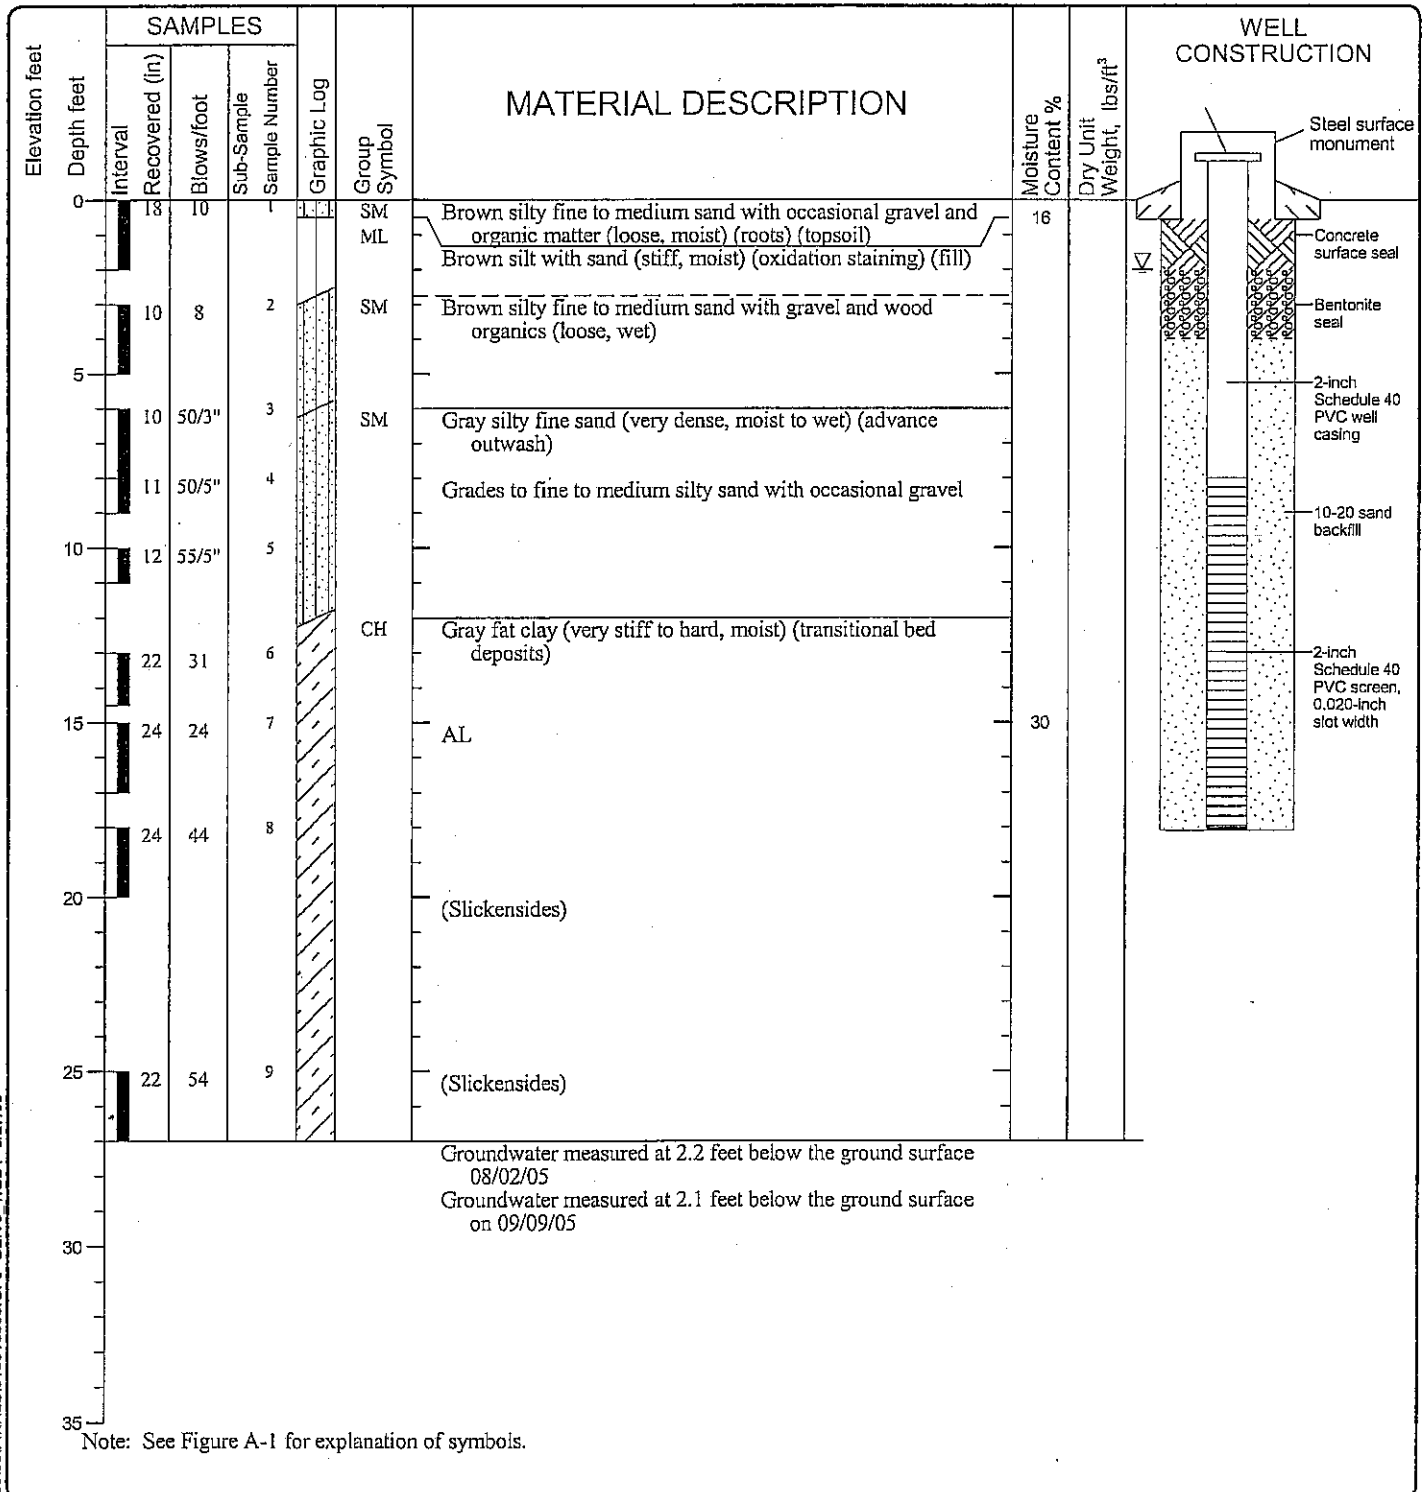 SAMPLES
Elevation feet
Depth feet
Interval
Recovered (in)
Blows/foot
Sub-Sample
Sample Number
Graphic Log
Group
Symbol
MATERIAL DESCRIPTION
Moisture
Content %
Dry Unit
Weight, lbs/ft³
WELL
CONSTRUCTION
Steel surface
monument
0 18 10 1 SM Brown silty fine to medium sand with occasional gravel and 16
organic matter (loose, moist) (roots) (topsoil)
ML
Brown silt with sand (stiff, moist) (oxidation staining) (fill)
Concrete
surface seal
10 8 2 SM Brown silty fine to medium sand with gravel and wood
organics (loose, wet)
Bentonite
seal
5
2-inch
Schedule 40
PVC well
casing
10 50/3" 3 SM Gray silty fine sand (very dense, moist to wet) (advance
outwash)
11 50/5" 4 Grades to fine to medium silty sand with occasional gravel
10-20 sand
backfill
10 12 55/5" 5
CH Gray fat clay (very stiff to hard, moist) (transitional bed
deposits)
22 31 6
2-inch
Schedule 40
PVC screen,
0.020-inch
slot width
15 24 24 7 AL 30
24 44 8
20 (Slickensides)
25 22 54 9 (Slickensides)
Groundwater measured at 2.2 feet below the ground surface
08/02/05
Groundwater measured at 2.1 feet below the ground surface
on 09/09/05
30
35
Note: See Figure A-1 for explanation of symbols.